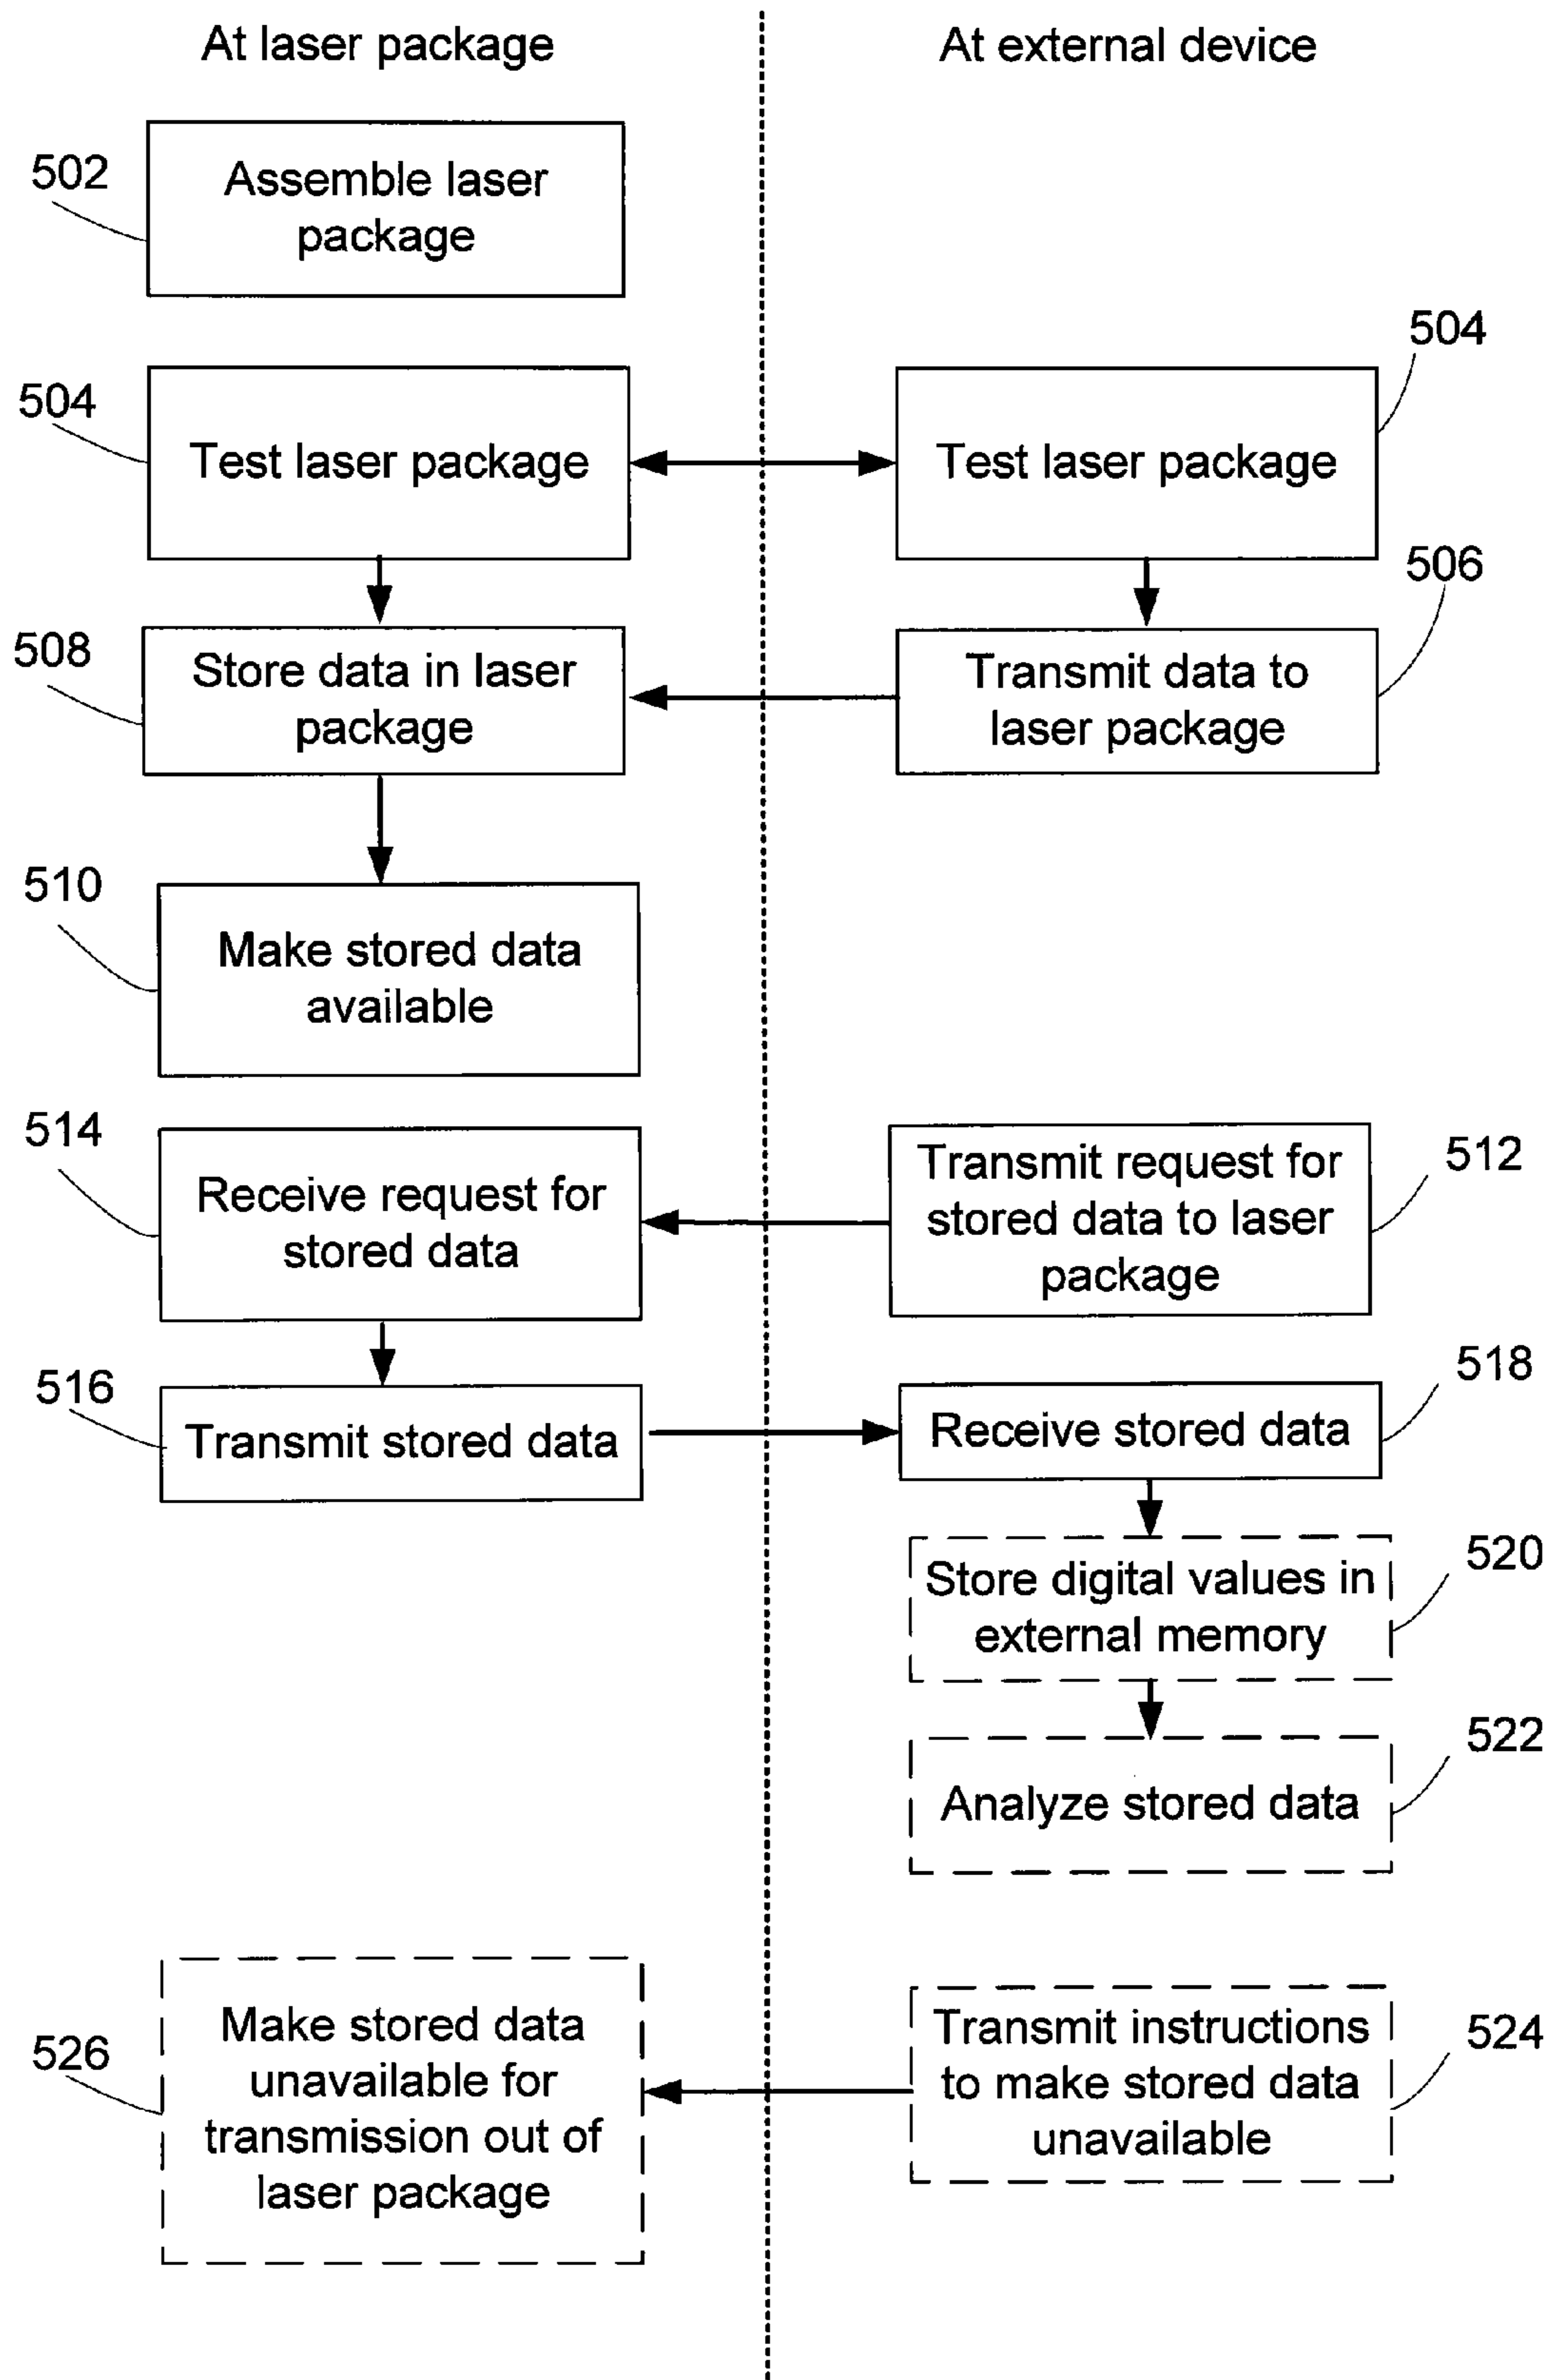 At laser package
At external device
502
Assemble laser
package
504
Test laser package
504
Test laser package
508
Store data in laser
package
506
Transmit data to
laser package
510
Make stored data
available
514
Receive request for
stored data
512
Transmit request for
stored data to laser
package
516
Transmit stored data
518
Receive stored data
520
Store digital values in
external memory
522
Analyze stored data
526
Make stored data
unavailable for
transmission out of
laser package
524
Transmit instructions
to make stored data
unavailable